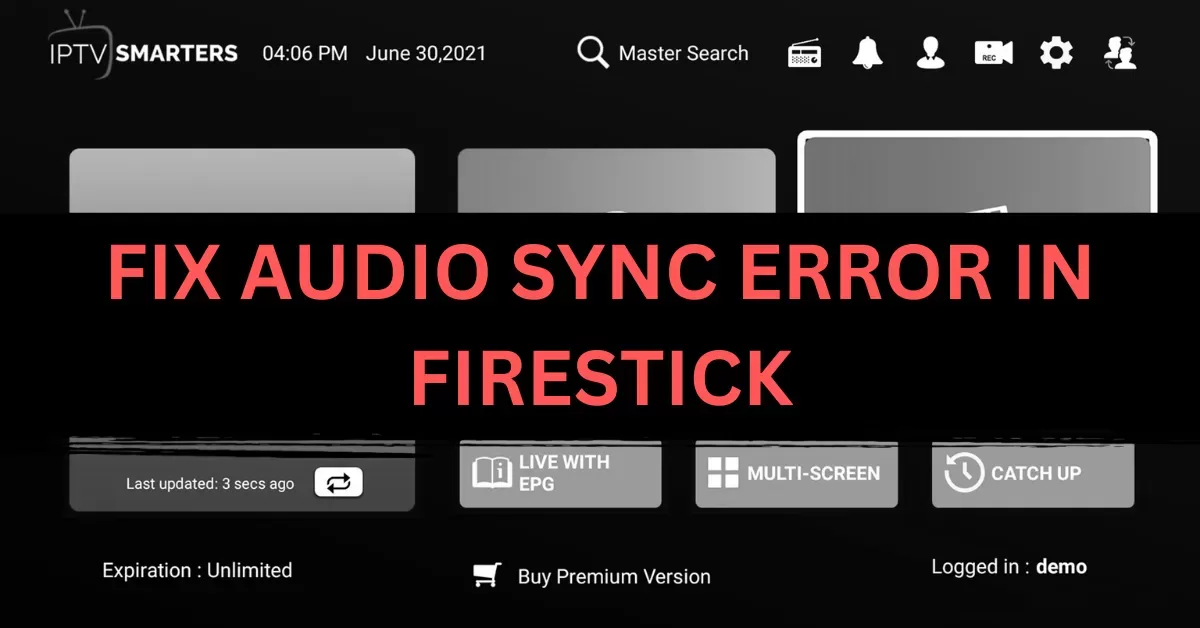 IPTV SMARTERS 04:06 PM June 30,2021 Master Search
REC
FIX AUDIO SYNC ERROR IN
FIRESTICK
Last updated: 3 secs ago
LIVE WITH
EPG
MULTI-SCREEN
CATCH UP
Expiration : Unlimited
Buy Premium Version
Logged in : demo